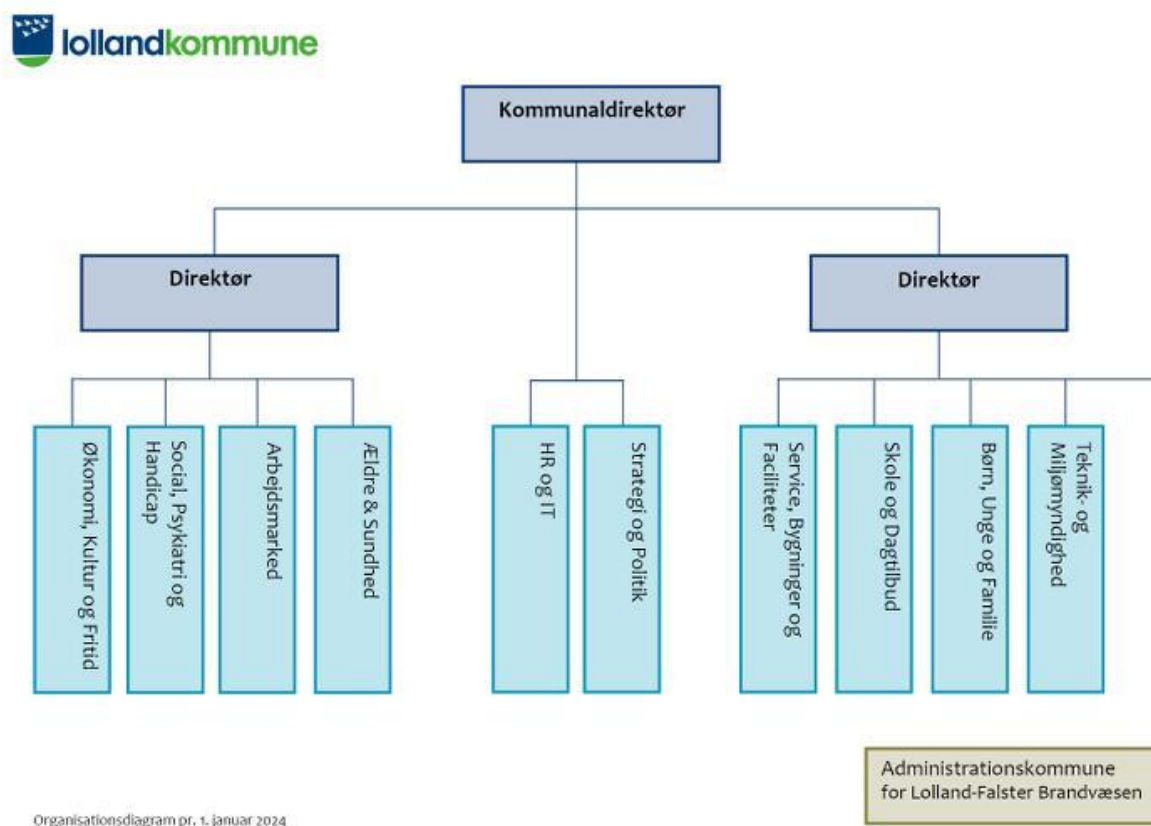 lollandkommune
Kommunaldirektør
Direktør
Direktør
Økonomi, Kultur og Fritid
Social, Psykiatri og
Handicap
Arbejdsmarked
Ældre & Sundhed
HR og IT
Strategi og Politik
Service, Bygninger og
Faciliteter
Skole og Dagtilbud
Børn, Unge og Familie
Teknik- og
Miljømyndighed
Administrationskommune
for Lolland-Falster Brandvæsen
Organisationsdiagram pr. 1. januar 2024